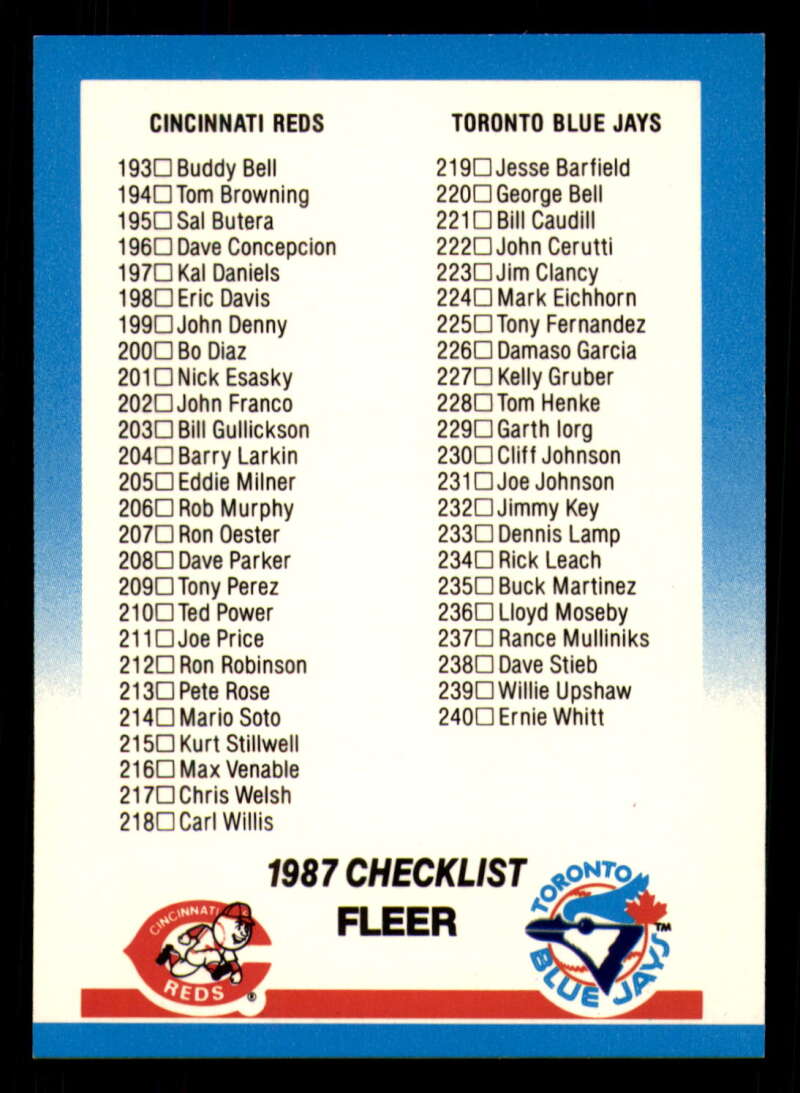 CINCINNATI REDS
193☐ Buddy Bell
194☐ Tom Browning
195☐ Sal Butera
196☐ Dave Concepcion
197☐ Kal Daniels
198☐ Eric Davis
199☐ John Denny
200☐ Bo Diaz
201☐ Nick Esasky
202☐ John Franco
203☐ Bill Gullickson
204☐ Barry Larkin
205☐ Eddie Milner
206☐ Rob Murphy
207☐ Ron Oester
208☐ Dave Parker
209☐ Tony Perez
210☐ Ted Power
211☐ Joe Price
212☐ Ron Robinson
213☐ Pete Rose
214☐ Mario Soto
215☐ Kurt Stillwell
216☐ Max Venable
217☐ Chris Welsh
218☐ Carl Willis
TORONTO BLUE JAYS
219☐ Jesse Barfield
220☐ George Bell
221☐ Bill Caudill
222☐ John Cerutti
223☐ Jim Clancy
224☐ Mark Eichhorn
225☐ Tony Fernandez
226☐ Damaso Garcia
227☐ Kelly Gruber
228☐ Tom Henke
229☐ Garth Iorg
230☐ Cliff Johnson
231☐ Joe Johnson
232☐ Jimmy Key
233☐ Dennis Lamp
234☐ Rick Leach
235☐ Buck Martinez
236☐ Lloyd Moseby
237☐ Rance Mulliniks
238☐ Dave Stieb
239☐ Willie Upshaw
240☐ Ernie Whitt
1987 CHECKLIST
FLEER
CINCINNATI
REDS ®
TORONTO
BLUE JAYS ™